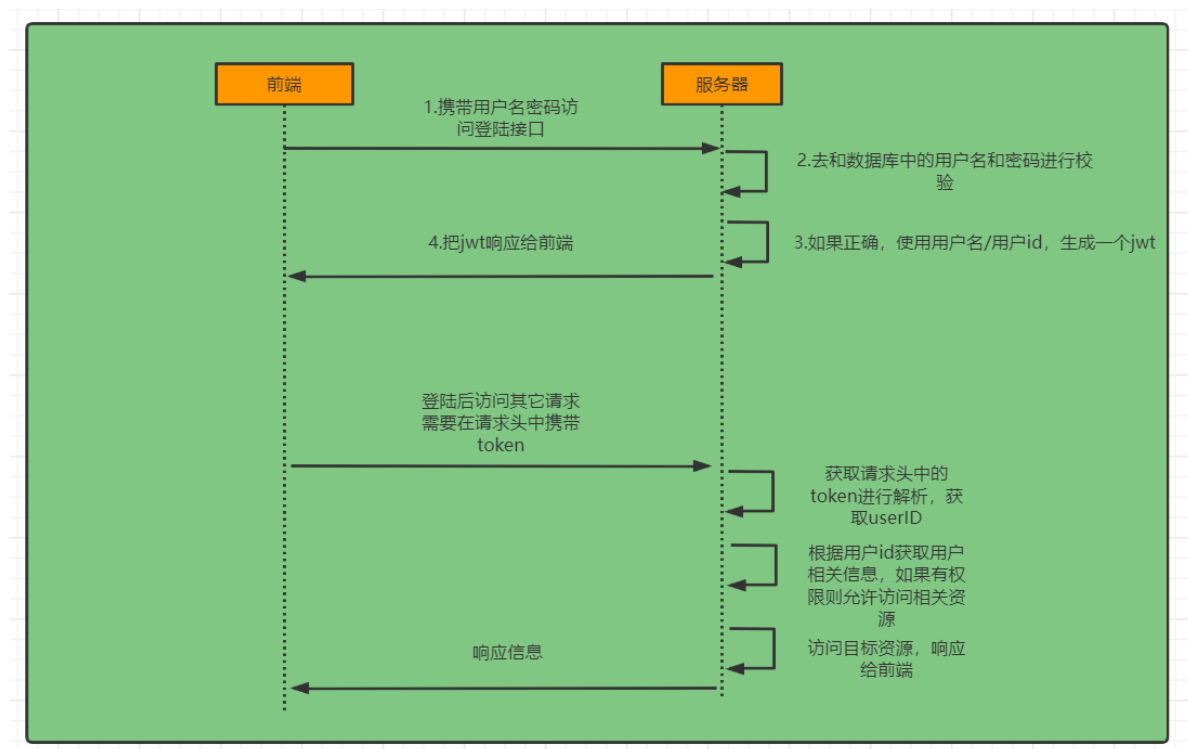 前端
服务器
1.携带用户名密码访
问登陆接口
2.去和数据库中的用户名和密码进行校
验
4.把jwt响应给前端
3.如果正确，使用用户名/用户id，生成一个jwt
登陆后访问其它请求
需要在请求头中携带
token
获取请求头中的
token进行解析，获
取userID
根据用户id获取用户
相关信息，如果有权
限则允许访问相关资
源
响应信息
访问目标资源，响应
给前端